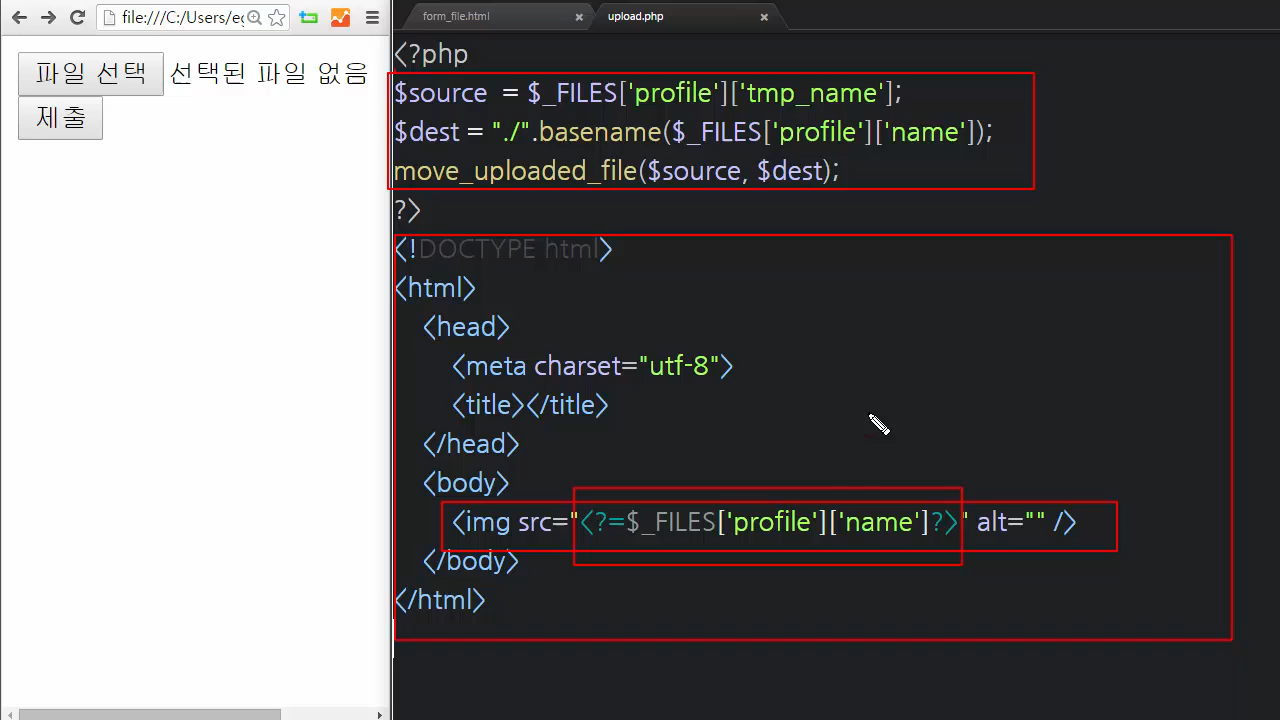 file:///C:/Users/eg
파일 선택 선택된 파일 없음
제출
form_file.html
upload.php
<?php
$source  = $_FILES['profile']['tmp_name'];
$dest = "./".basename($_FILES['profile']['name']);
move_uploaded_file($source, $dest);
?>
<!DOCTYPE html>
<html>
    <head>
        <meta charset="utf-8">
        <title></title>
    </head>
    <body>
        <img src="<?=$_FILES['profile']['name']?>" alt="" />
    </body>
</html>